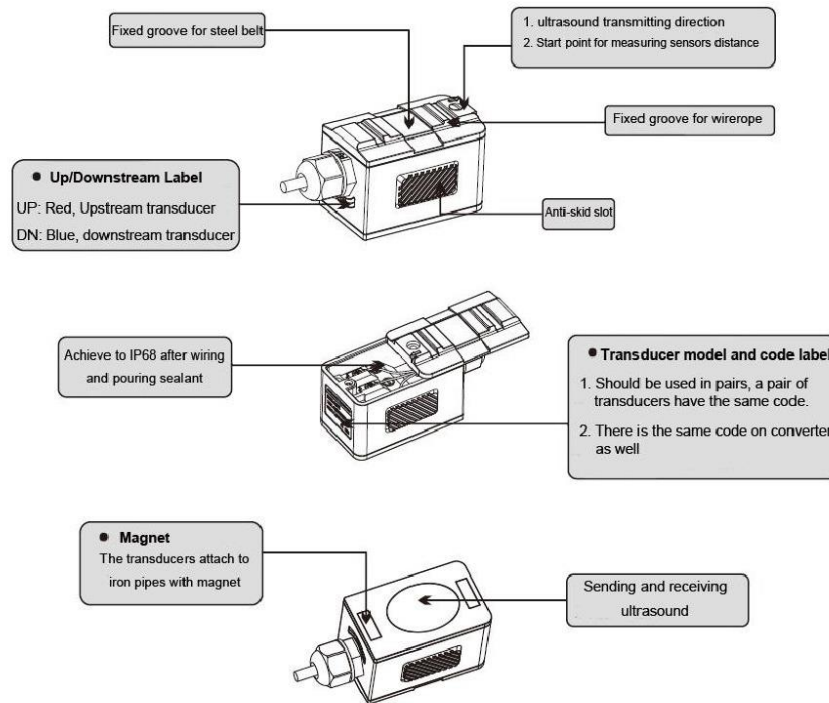 Fixed groove for steel belt
1. ultrasound transmitting direction
2. Start point for measuring sensors distance
Fixed groove for wirerope
● Up/Downstream Label
UP: Red, Upstream transducer
DN: Blue, downstream transducer
Anti-skid slot
Achieve to IP68 after wiring
and pouring sealant
● Transducer model and code label
1. Should be used in pairs, a pair of
transducers have the same code.
2. There is the same code on converter
as well
● Magnet
The transducers attach to
iron pipes with magnet
Sending and receiving
ultrasound